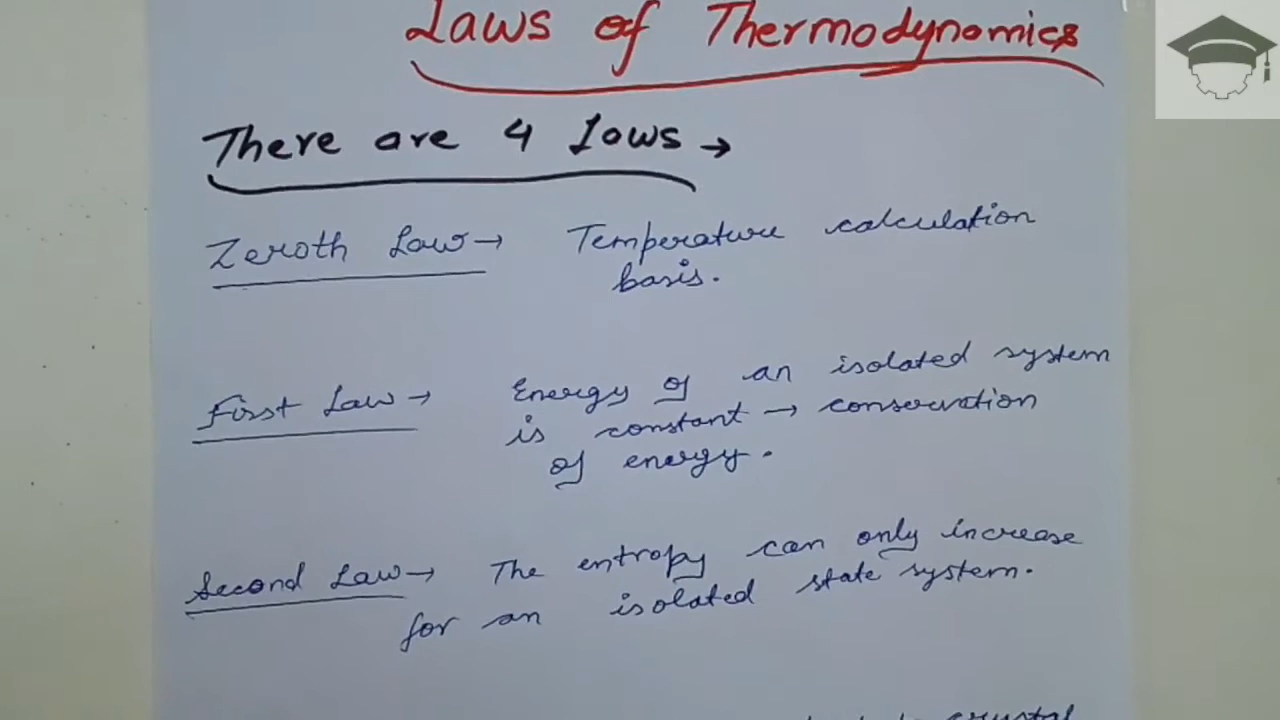 Laws of Thermodynamics
There are 4 laws →
Zeroth Law → Temperature calculation
basis.
First Law → Energy of an isolated system
is constant → conservation
of energy.
Second Law → The entropy can only increase
for an isolated state system.
crystal